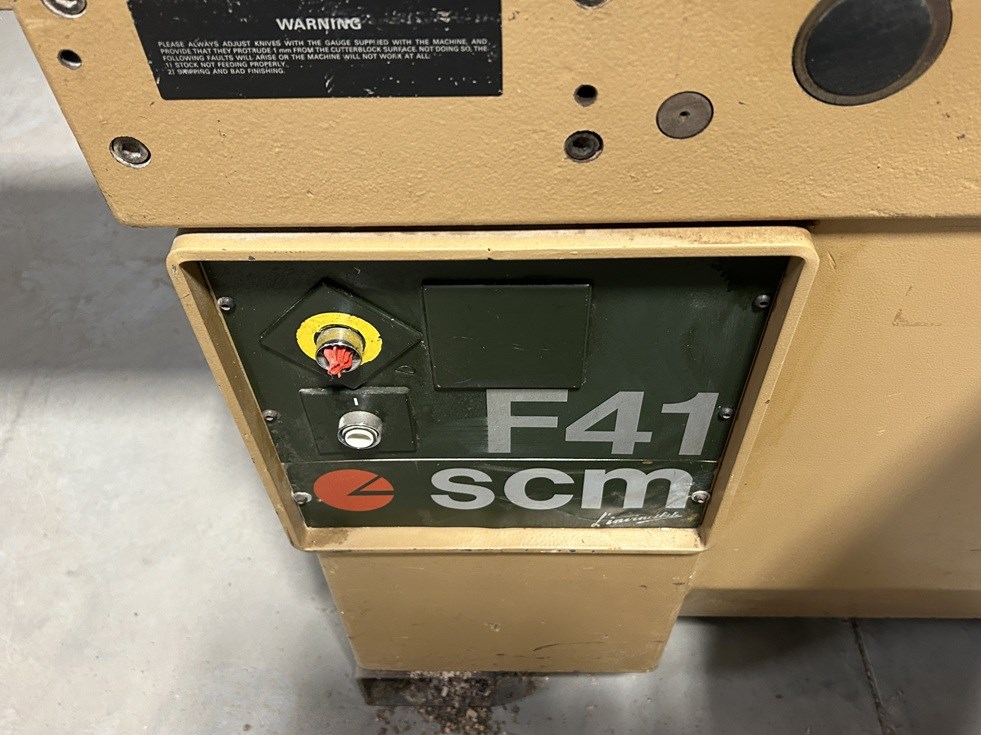 WARNING
PLEASE ALWAYS ADJUST KNIVES WITH THE GAUGE SUPPLIED WITH THE MACHINE, AND
PROVIDE THAT THEY PROTRUDE 1 mm FROM THE CUTTERBLOCK SURFACE. NOT DOING SO, THE
FOLLOWING FAULTS WILL ARISE OR THE MACHINE WILL NOT WORK AT ALL:
1) STOCK NOT FEEDING PROPERLY.
2) SNIPPING AND BAD FINISHING.
I
F41
scm
L'invincibile